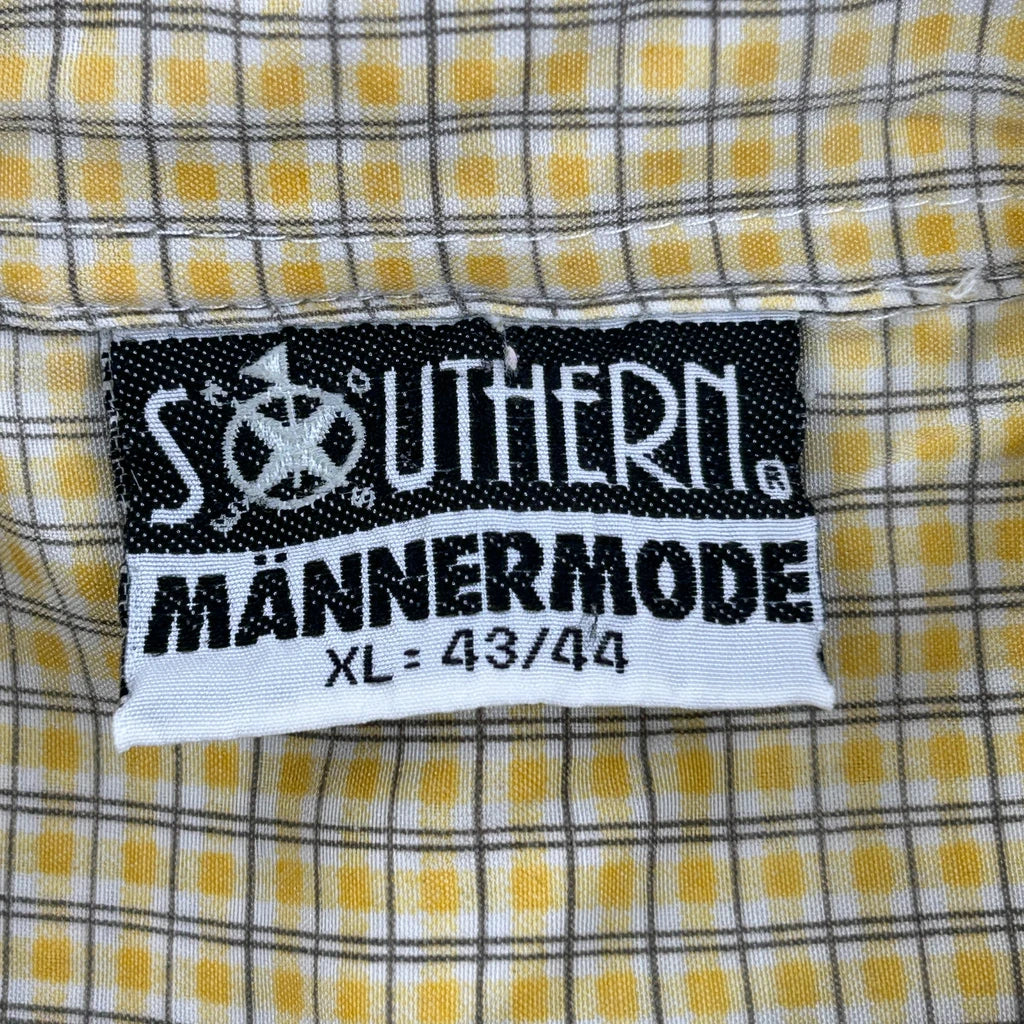 SOUTHERN®
MÄNNERMODE
XL = 43/44